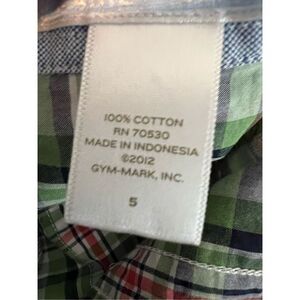 100% COTTON
RN 70530
MADE IN INDONESIA
©2012
GYM-MARK, INC.
5